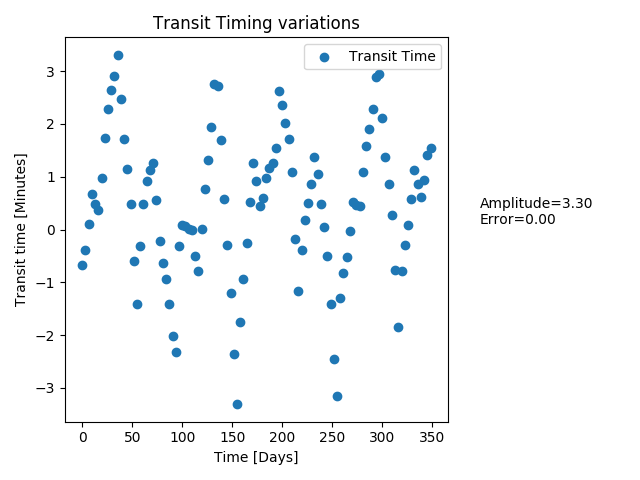 Transit Timing variations
Transit Time
Transit time [Minutes]
3
2
1
0
−1
−2
−3
0 50 100 150 200 250 300 350
Time [Days]
Amplitude=3.30
Error=0.00